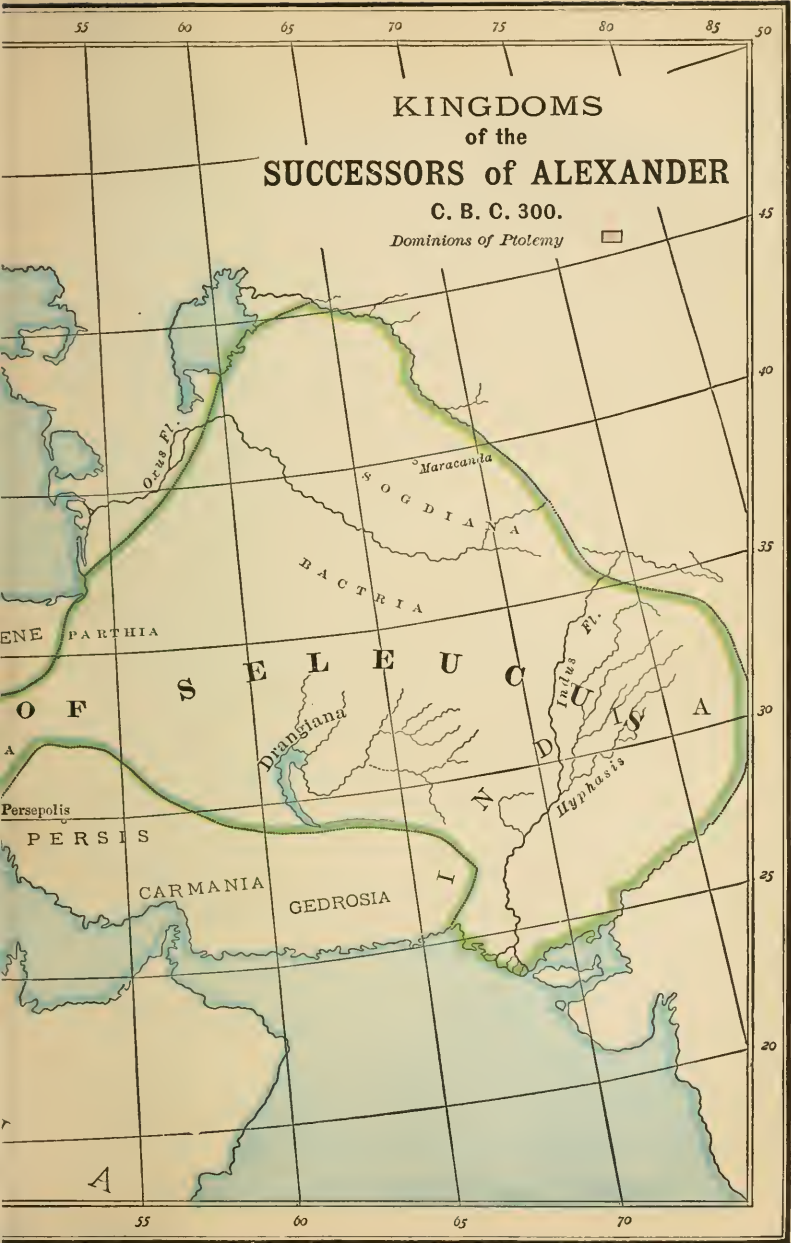 55 60 65 70 75 80 85 50
KINGDOMS
of the
SUCCESSORS of ALEXANDER
C. B. C. 300.
Dominions of Ptolemy
45
40
Oxus Fl.
Maracanda
SOGDIANA
35
BACTRIA
ENE PARTHIA
Indus Fl.
OF SELEUCUS
30
A
Drangiana
INDIA
Hyphasis
Persepolis
PERSIS
CARMANIA
GEDROSIA
25
20
A
55 60 65 70